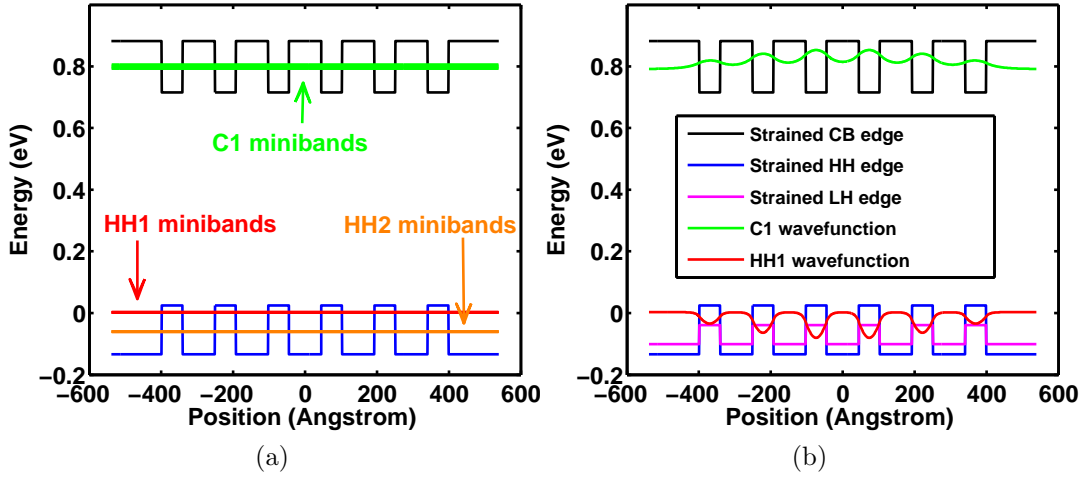 Energy (eV)
0.8
0.6
0.4
0.2
0
−0.2
−600 −400 −200 0 200 400 600
Position (Angstrom)
C1 minibands
HH1 minibands
HH2 minibands
(a)
Energy (eV)
0.8
0.6
0.4
0.2
0
−0.2
−600 −400 −200 0 200 400 600
Position (Angstrom)
Strained CB edge
Strained HH edge
Strained LH edge
C1 wavefunction
HH1 wavefunction
(b)